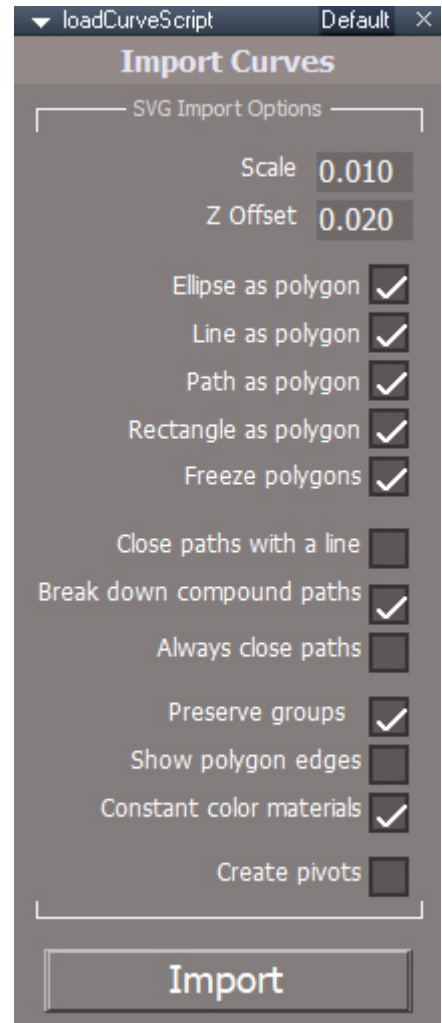 loadCurveScript Default
Import Curves
SVG Import Options
Scale 0.010
Z Offset 0.020
Ellipse as polygon
Line as polygon
Path as polygon
Rectangle as polygon
Freeze polygons
Close paths with a line
Break down compound paths
Always close paths
Preserve groups
Show polygon edges
Constant color materials
Create pivots
Import